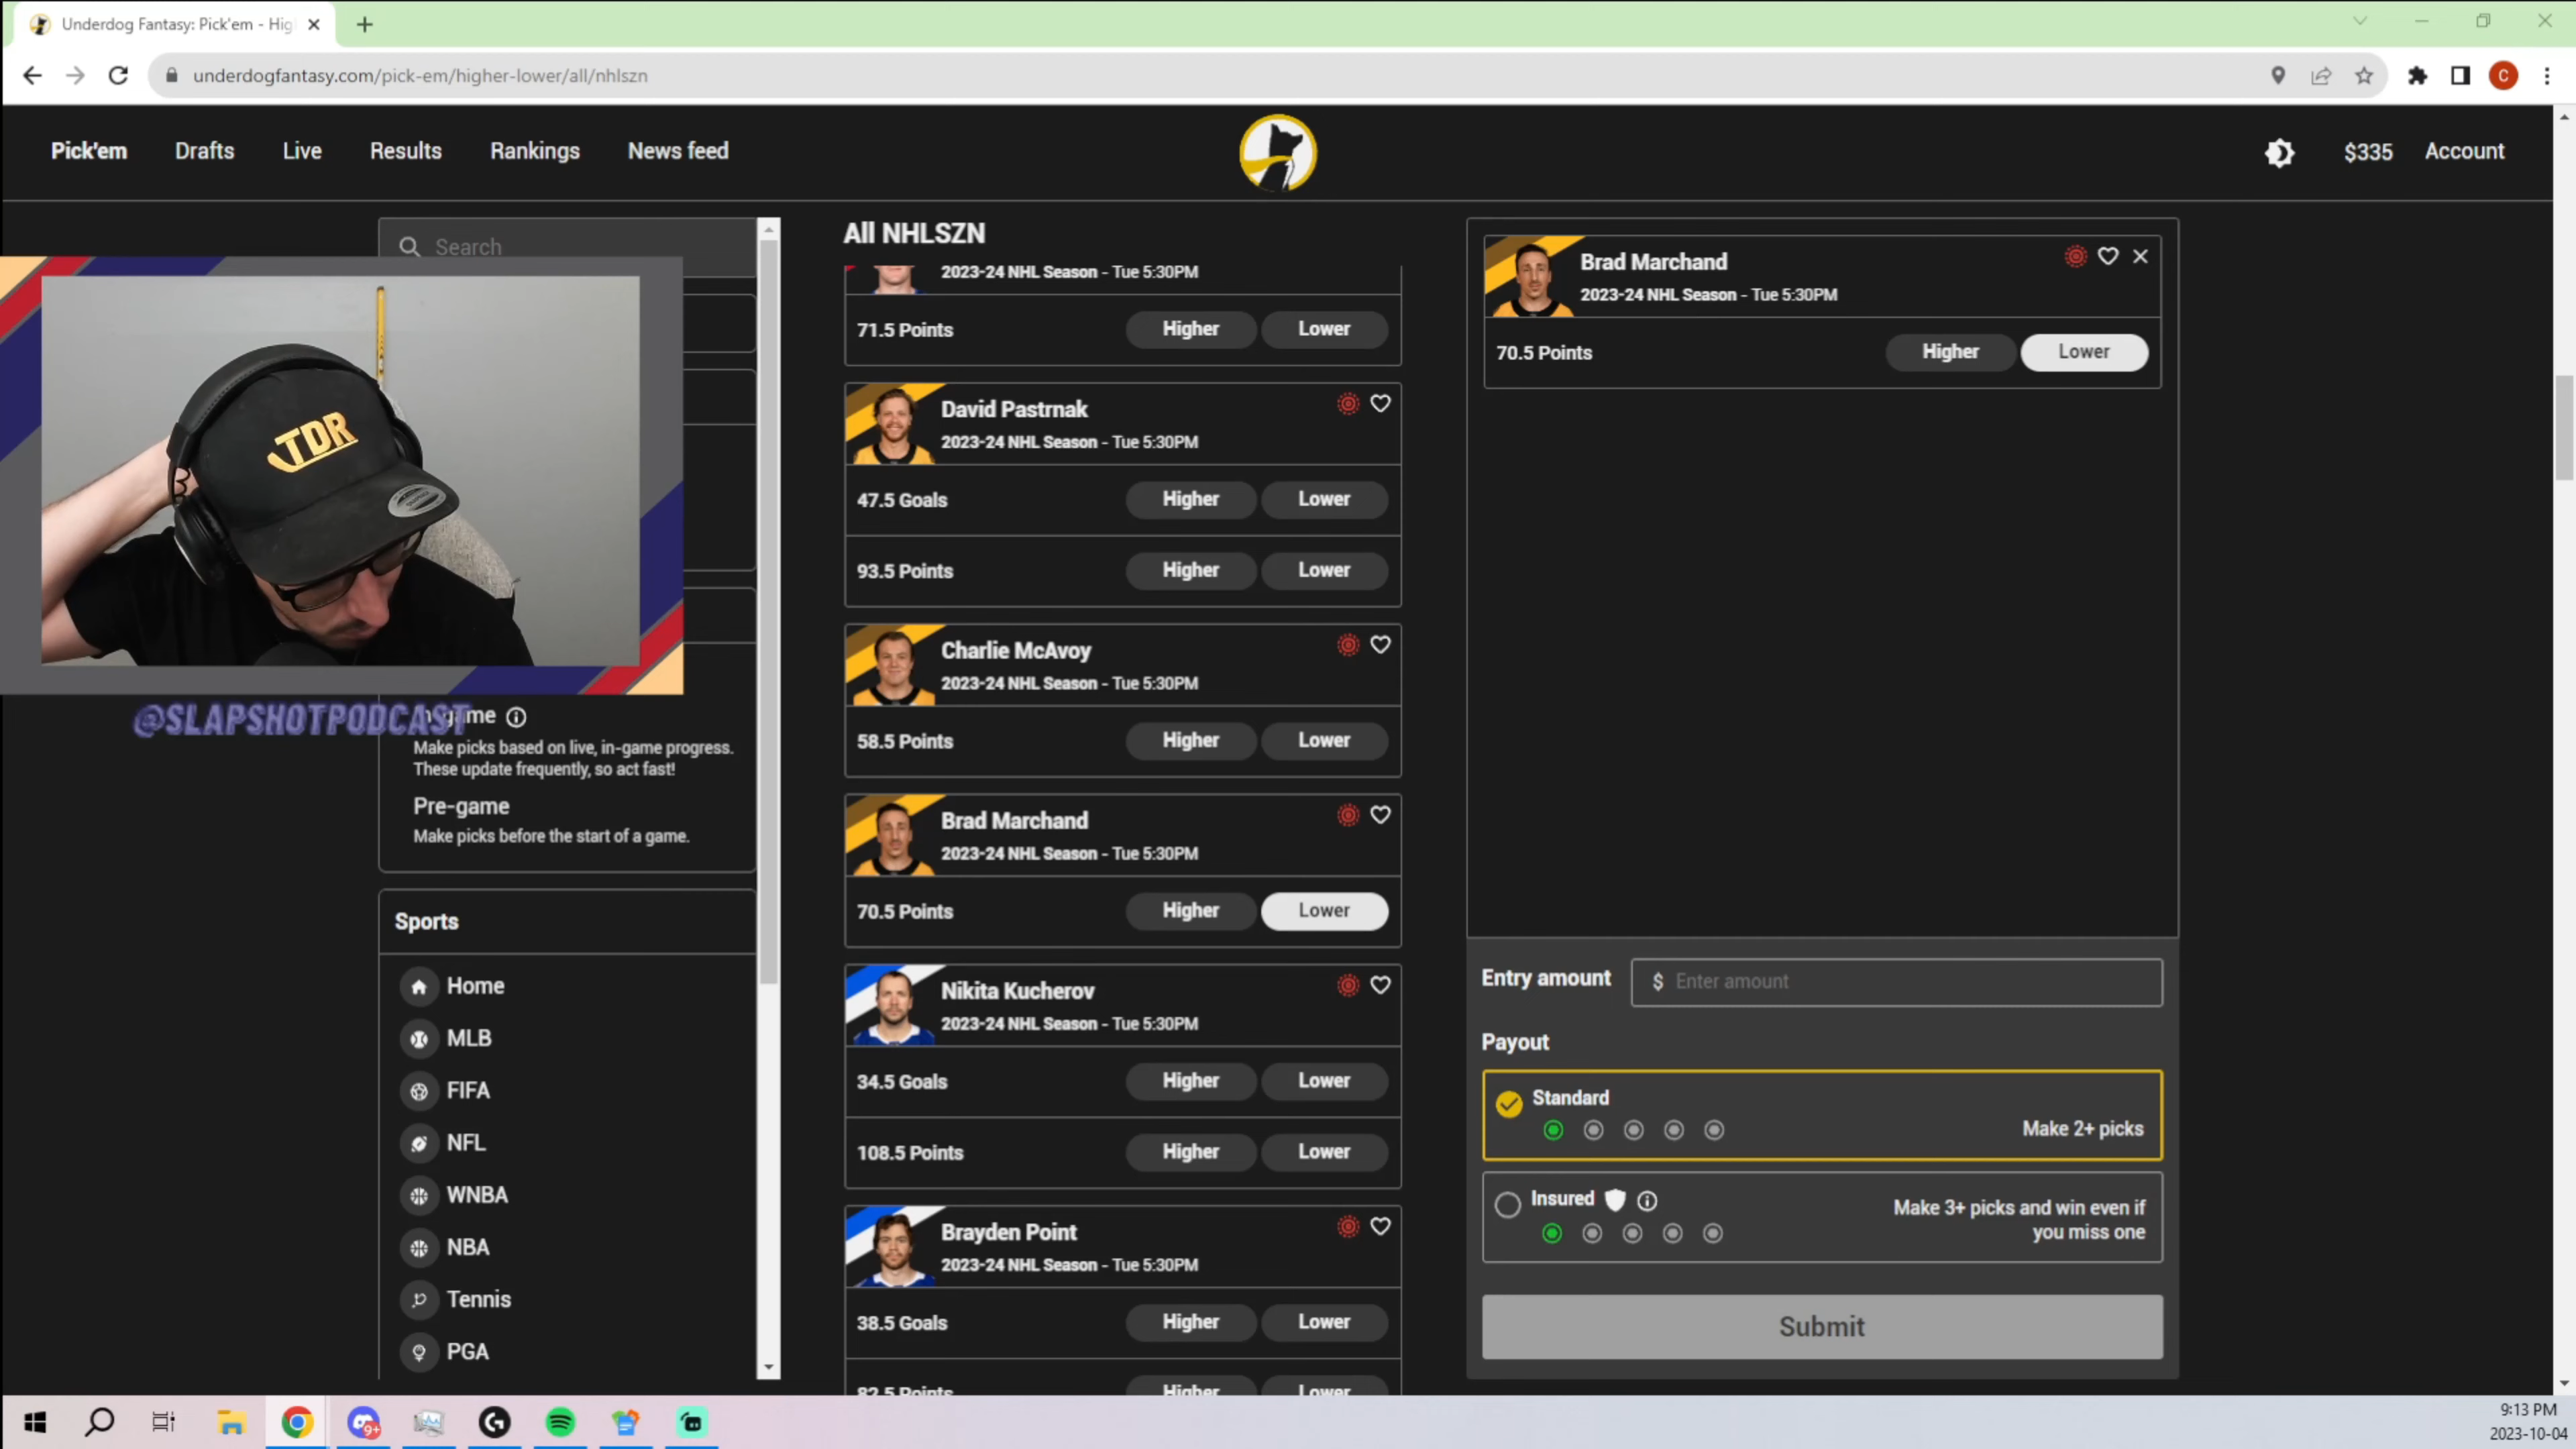 Underdog Fantasy: Pick'em - Hig
underdogfantasy.com/pick-em/higher-lower/all/nhlszn
C
Pick'em Drafts Live Results Rankings News feed
$335 Account
Search
TDR
@SLAPSHOTPODCAST
Make picks based on live, in-game progress.
These update frequently, so act fast!
Pre-game
Make picks before the start of a game.
Sports
Home
MLB
FIFA
NFL
WNBA
NBA
Tennis
PGA
All NHLSZN
2023-24 NHL Season - Tue 5:30PM
71.5 Points Higher Lower
David Pastrnak
2023-24 NHL Season - Tue 5:30PM
47.5 Goals Higher Lower
93.5 Points Higher Lower
Charlie McAvoy
2023-24 NHL Season - Tue 5:30PM
58.5 Points Higher Lower
Brad Marchand
2023-24 NHL Season - Tue 5:30PM
70.5 Points Higher Lower
Nikita Kucherov
2023-24 NHL Season - Tue 5:30PM
34.5 Goals Higher Lower
108.5 Points Higher Lower
Brayden Point
2023-24 NHL Season - Tue 5:30PM
38.5 Goals Higher Lower
82.5 Points Higher Lower
Brad Marchand
2023-24 NHL Season - Tue 5:30PM
70.5 Points Higher Lower
Entry amount $ Enter amount
Payout
Standard
Make 2+ picks
Insured
Make 3+ picks and win even if
you miss one
Submit
9+
9:13 PM
2023-10-04